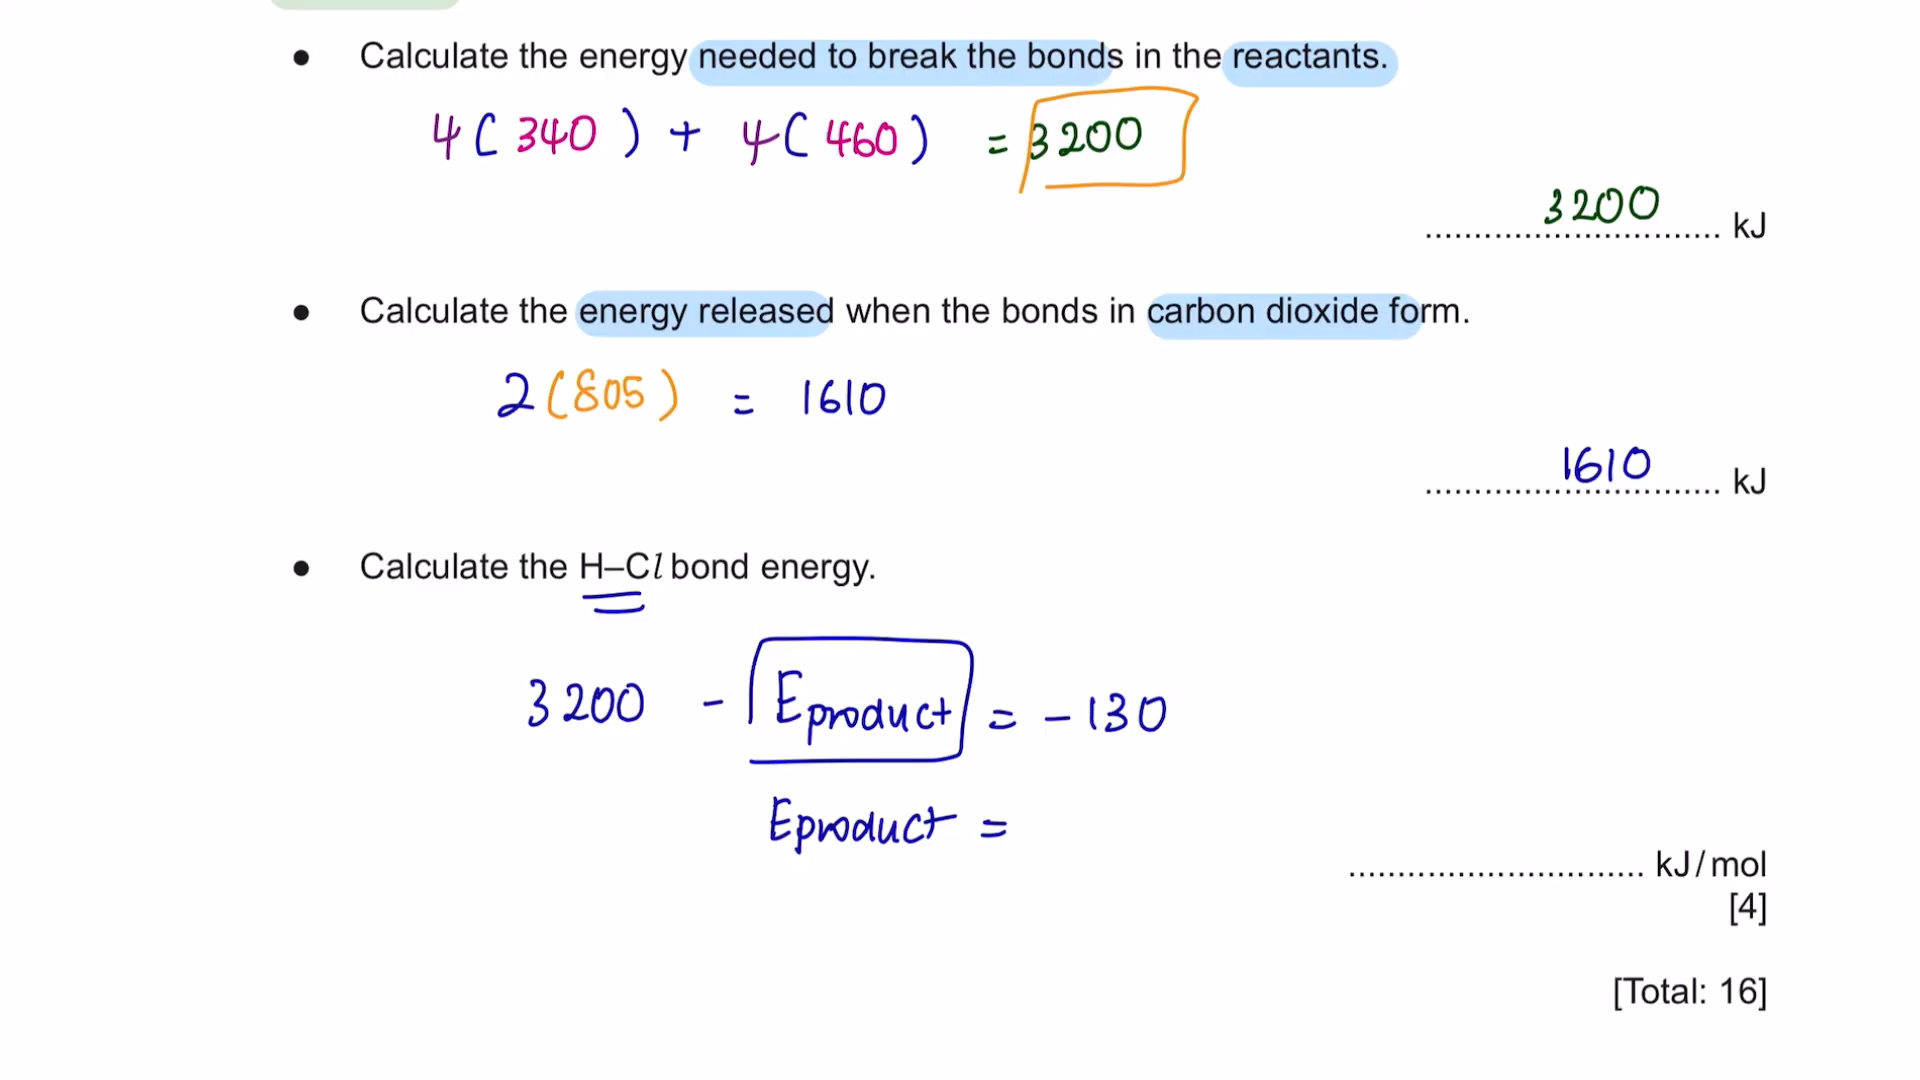 • Calculate the energy needed to break the bonds in the reactants.
4(340) + 4(460) = 3200
3200
.............................. kJ
• Calculate the energy released when the bonds in carbon dioxide form.
2(805) = 1610
1610
.............................. kJ
• Calculate the H–Cl bond energy.
3200 - Eproduct = -130
Eproduct =
.............................. kJ/mol
[4]
[Total: 16]